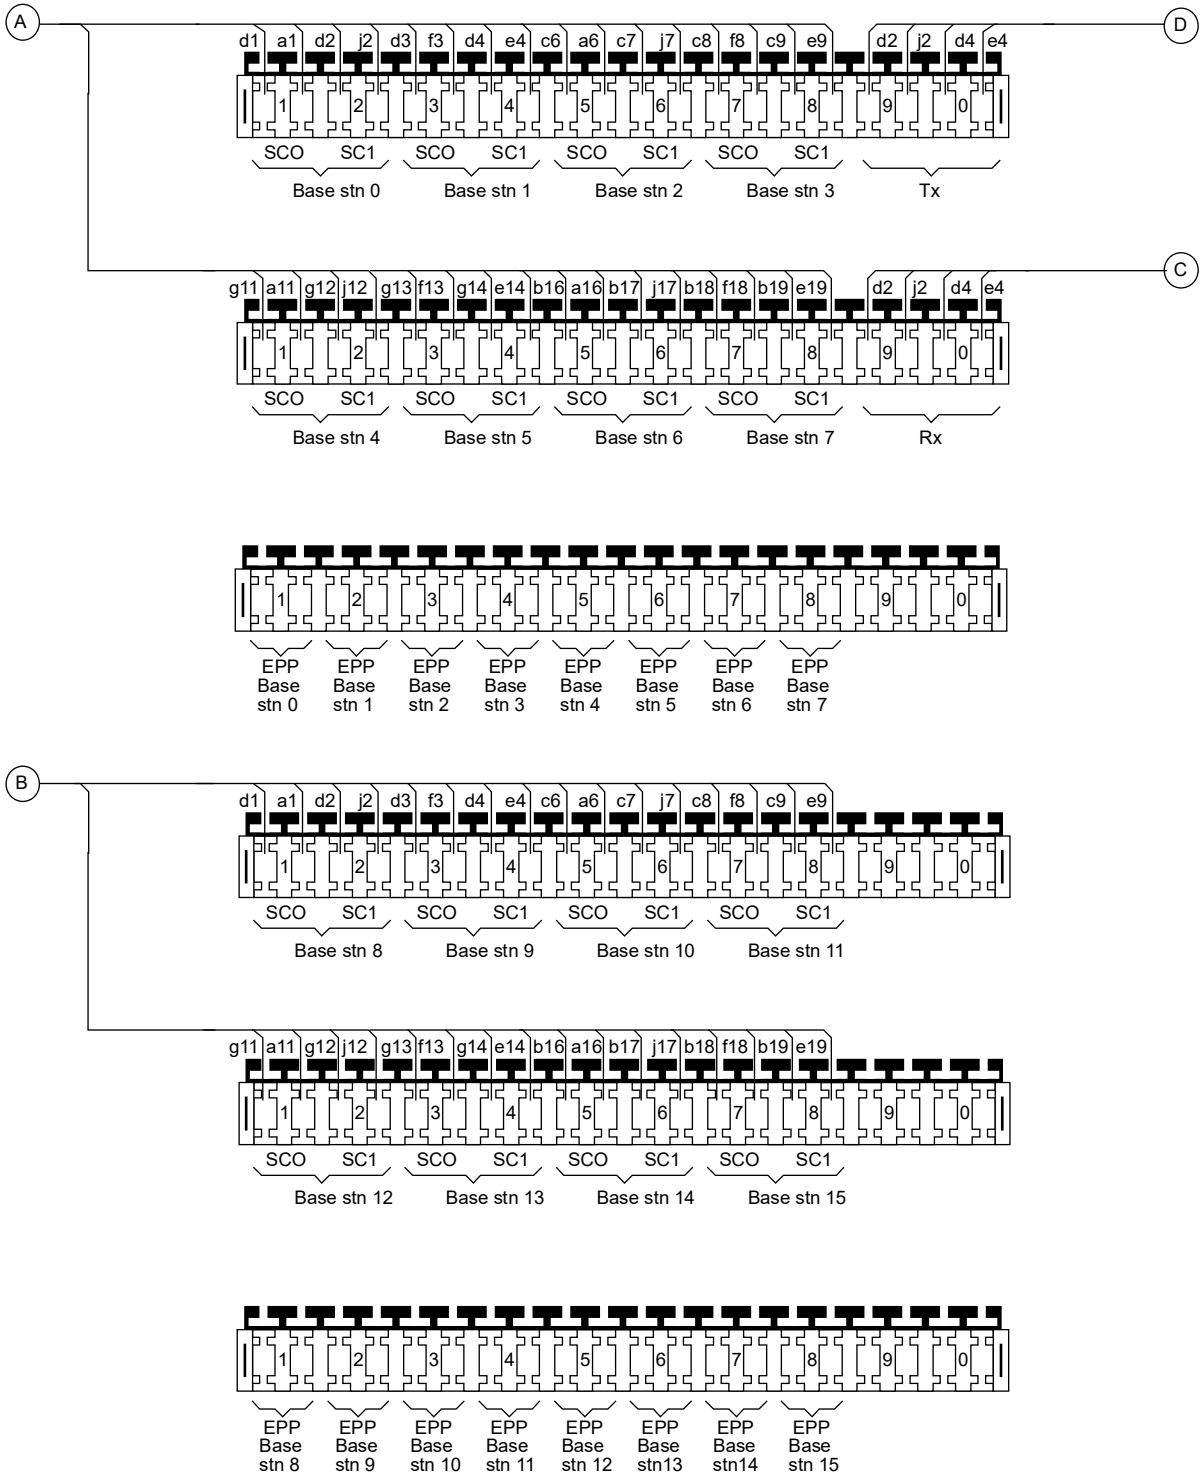 A D
d1 a1 d2 j2 d3 f3 d4 e4 c6 a6 c7 j7 c8 f8 c9 e9 d2 j2 d4 e4
1 2 3 4 5 6 7 8 9 0
SCO SC1 SCO SC1 SCO SC1 SCO SC1
Base stn 0 Base stn 1 Base stn 2 Base stn 3 Tx
C
g11 a11 g12 j12 g13 f13 g14 e14 b16 a16 b17 j17 b18 f18 b19 e19 d2 j2 d4 e4
1 2 3 4 5 6 7 8 9 0
SCO SC1 SCO SC1 SCO SC1 SCO SC1
Base stn 4 Base stn 5 Base stn 6 Base stn 7 Rx
1 2 3 4 5 6 7 8 9 0
EPP EPP EPP EPP EPP EPP EPP EPP
Base Base Base Base Base Base Base Base
stn 0 stn 1 stn 2 stn 3 stn 4 stn 5 stn 6 stn 7
B
d1 a1 d2 j2 d3 f3 d4 e4 c6 a6 c7 j7 c8 f8 c9 e9
1 2 3 4 5 6 7 8 9 0
SCO SC1 SCO SC1 SCO SC1 SCO SC1
Base stn 8 Base stn 9 Base stn 10 Base stn 11
g11 a11 g12 j12 g13 f13 g14 e14 b16 a16 b17 j17 b18 f18 b19 e19
1 2 3 4 5 6 7 8 9 0
SCO SC1 SCO SC1 SCO SC1 SCO SC1
Base stn 12 Base stn 13 Base stn 14 Base stn 15
1 2 3 4 5 6 7 8 9 0
EPP EPP EPP EPP EPP EPP EPP EPP
Base Base Base Base Base Base Base Base
stn 8 stn 9 stn 10 stn 11 stn 12 stn13 stn14 stn 15